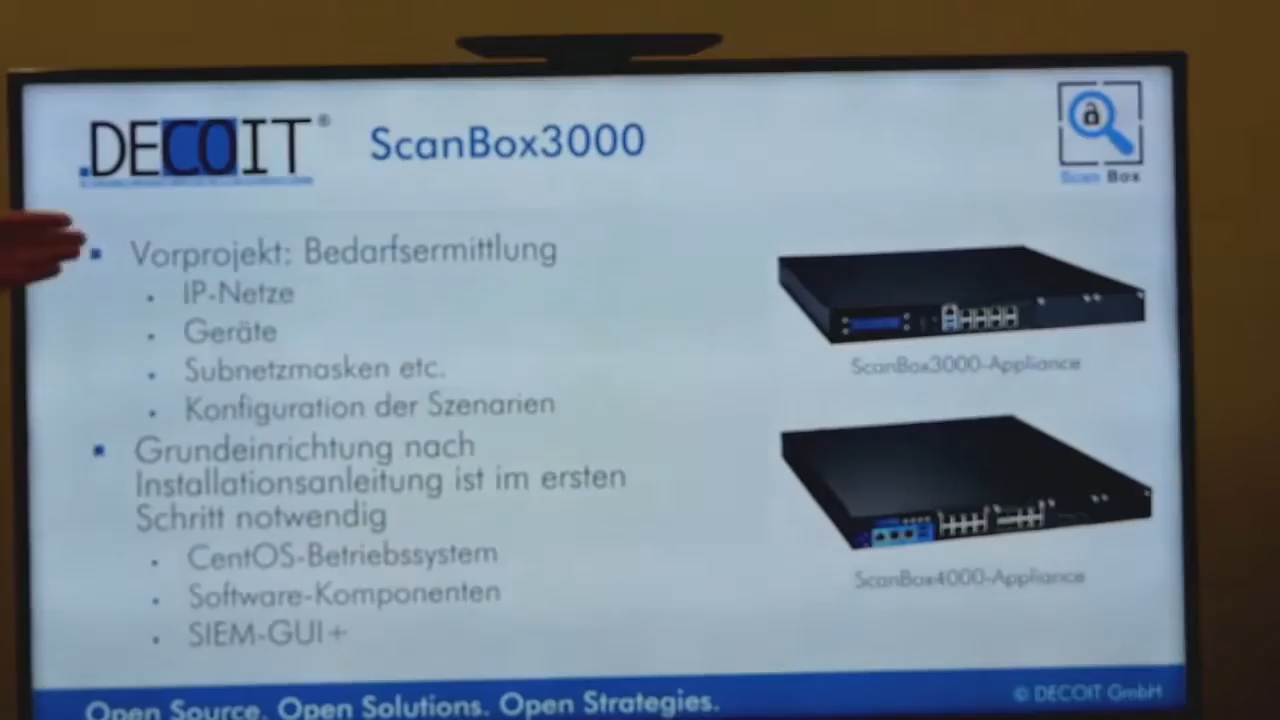 .DECOIT®
ScanBox3000
Scan Box
Vorprojekt: Bedarfsermittlung
IP-Netze
Geräte
Subnetzmasken etc.
Konfiguration der Szenarien
Grundeinrichtung nach
Installationsanleitung ist im ersten
Schritt notwendig
CentOS-Betriebssystem
Software-Komponenten
SIEM-GUI+
ScanBox3000-Appliance
ScanBox4000-Appliance
Open Source. Open Solutions. Open Strategies.
© DECOIT GmbH